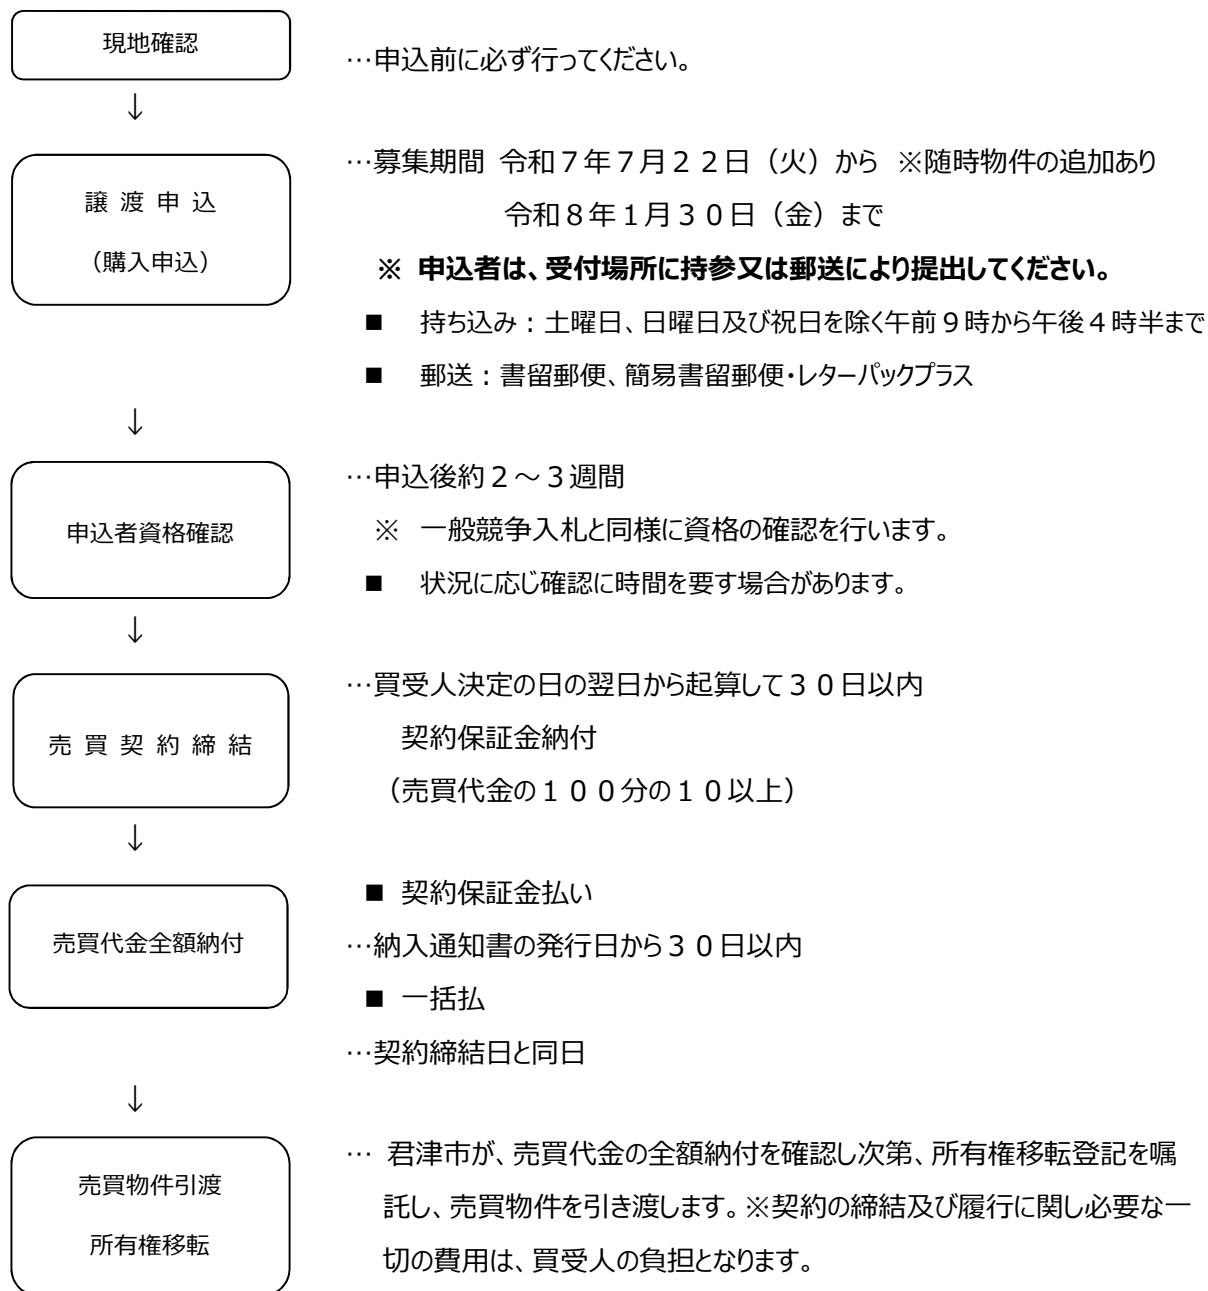 現地確認
…申込前に必ず行ってください。
↓
譲 渡 申 込
（購入申込）
…募集期間 令和７年７月２２日（火）から ※随時物件の追加あり
令和８年１月３０日（金）まで
※ 申込者は、受付場所に持参又は郵送により提出してください。
■ 持ち込み：土曜日、日曜日及び祝日を除く午前９時から午後４時半まで
■ 郵送：書留郵便、簡易書留郵便・レターパックプラス
↓
申込者資格確認
…申込後約２～３週間
※ 一般競争入札と同様に資格の確認を行います。
■ 状況に応じ確認に時間を要す場合があります。
↓
売 買 契 約 締 結
…買受人決定の日の翌日から起算して３０日以内
契約保証金納付
（売買代金の１００分の１０以上）
↓
売買代金全額納付
■ 契約保証金払い
…納入通知書の発行日から３０日以内
■ 一括払
…契約締結日と同日
↓
売買物件引渡
所有権移転
… 君津市が、売買代金の全額納付を確認し次第、所有権移転登記を嘱
託し、売買物件を引き渡します。※契約の締結及び履行に関し必要な一
切の費用は、買受人の負担となります。